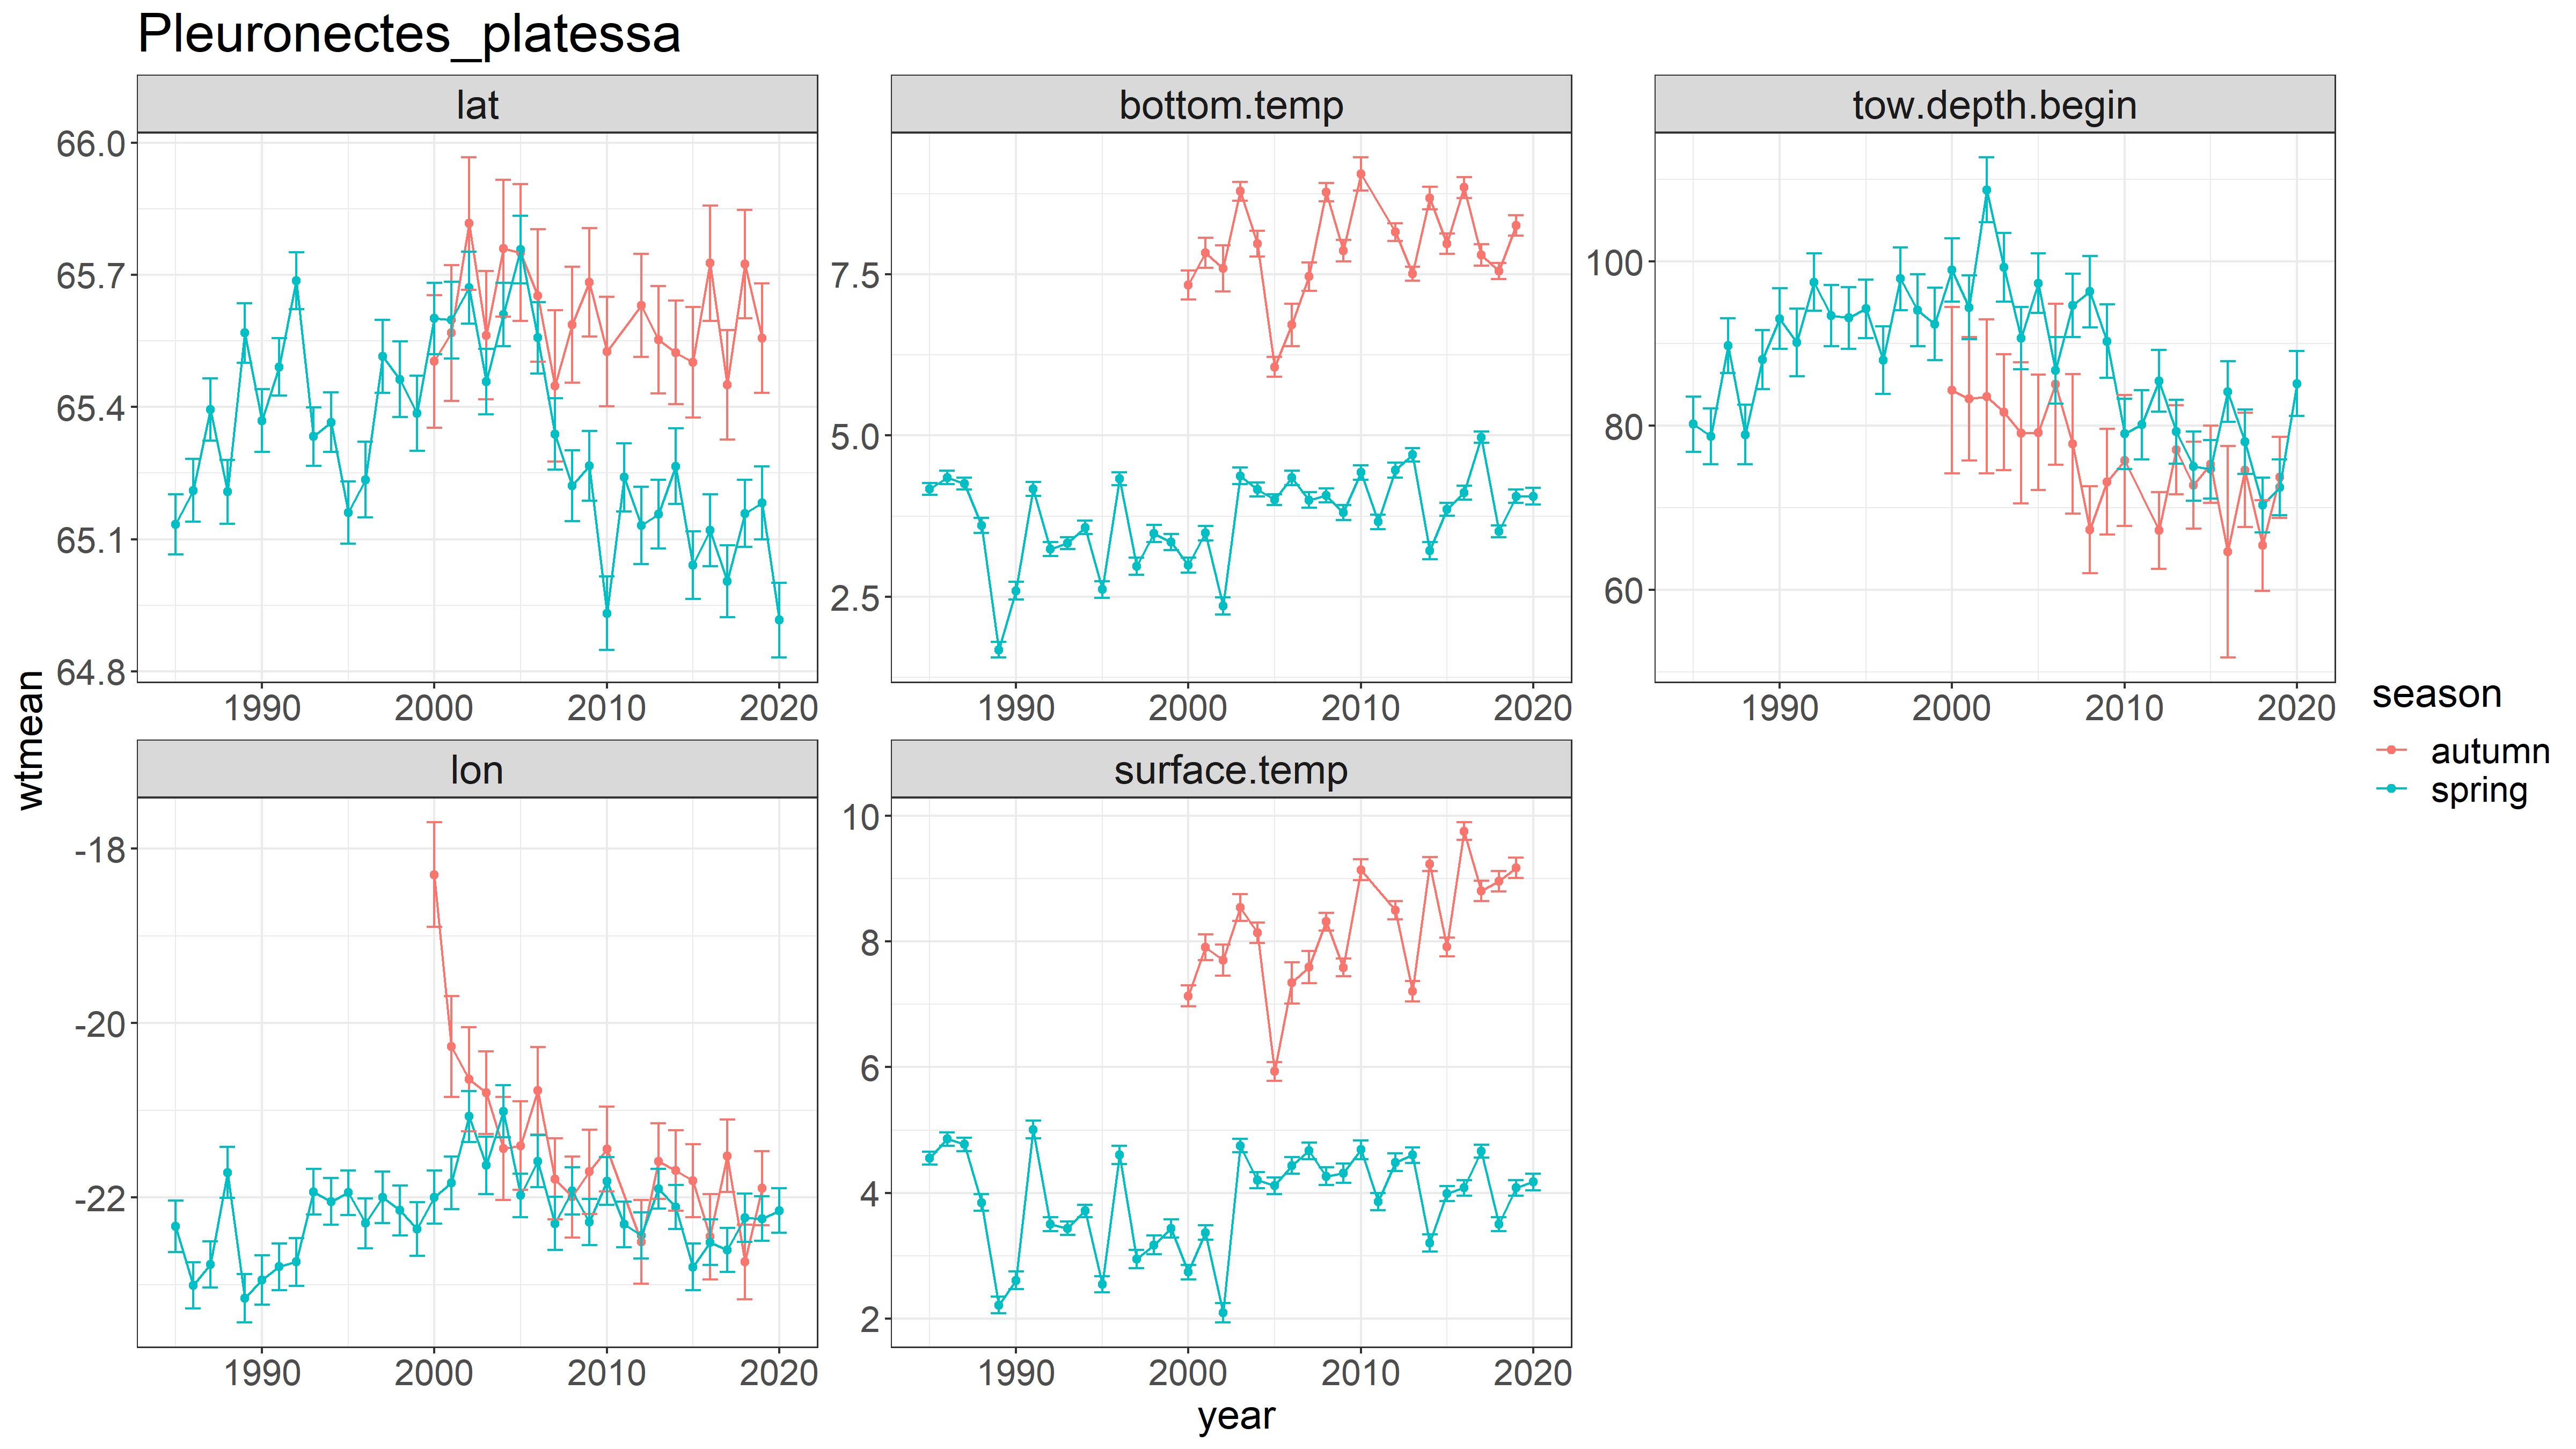 Pleuronectes_platessa
lat
bottom.temp
tow.depth.begin
66.0
65.7
65.4
65.1
64.8
7.5
5.0
2.5
100
80
60
1990 2000 2010 2020
1990 2000 2010 2020
1990 2000 2010 2020
wtmean
lon
surface.temp
-18
-20
-22
10
8
6
4
2
1990 2000 2010 2020
1990 2000 2010 2020
year
season
autumn
spring